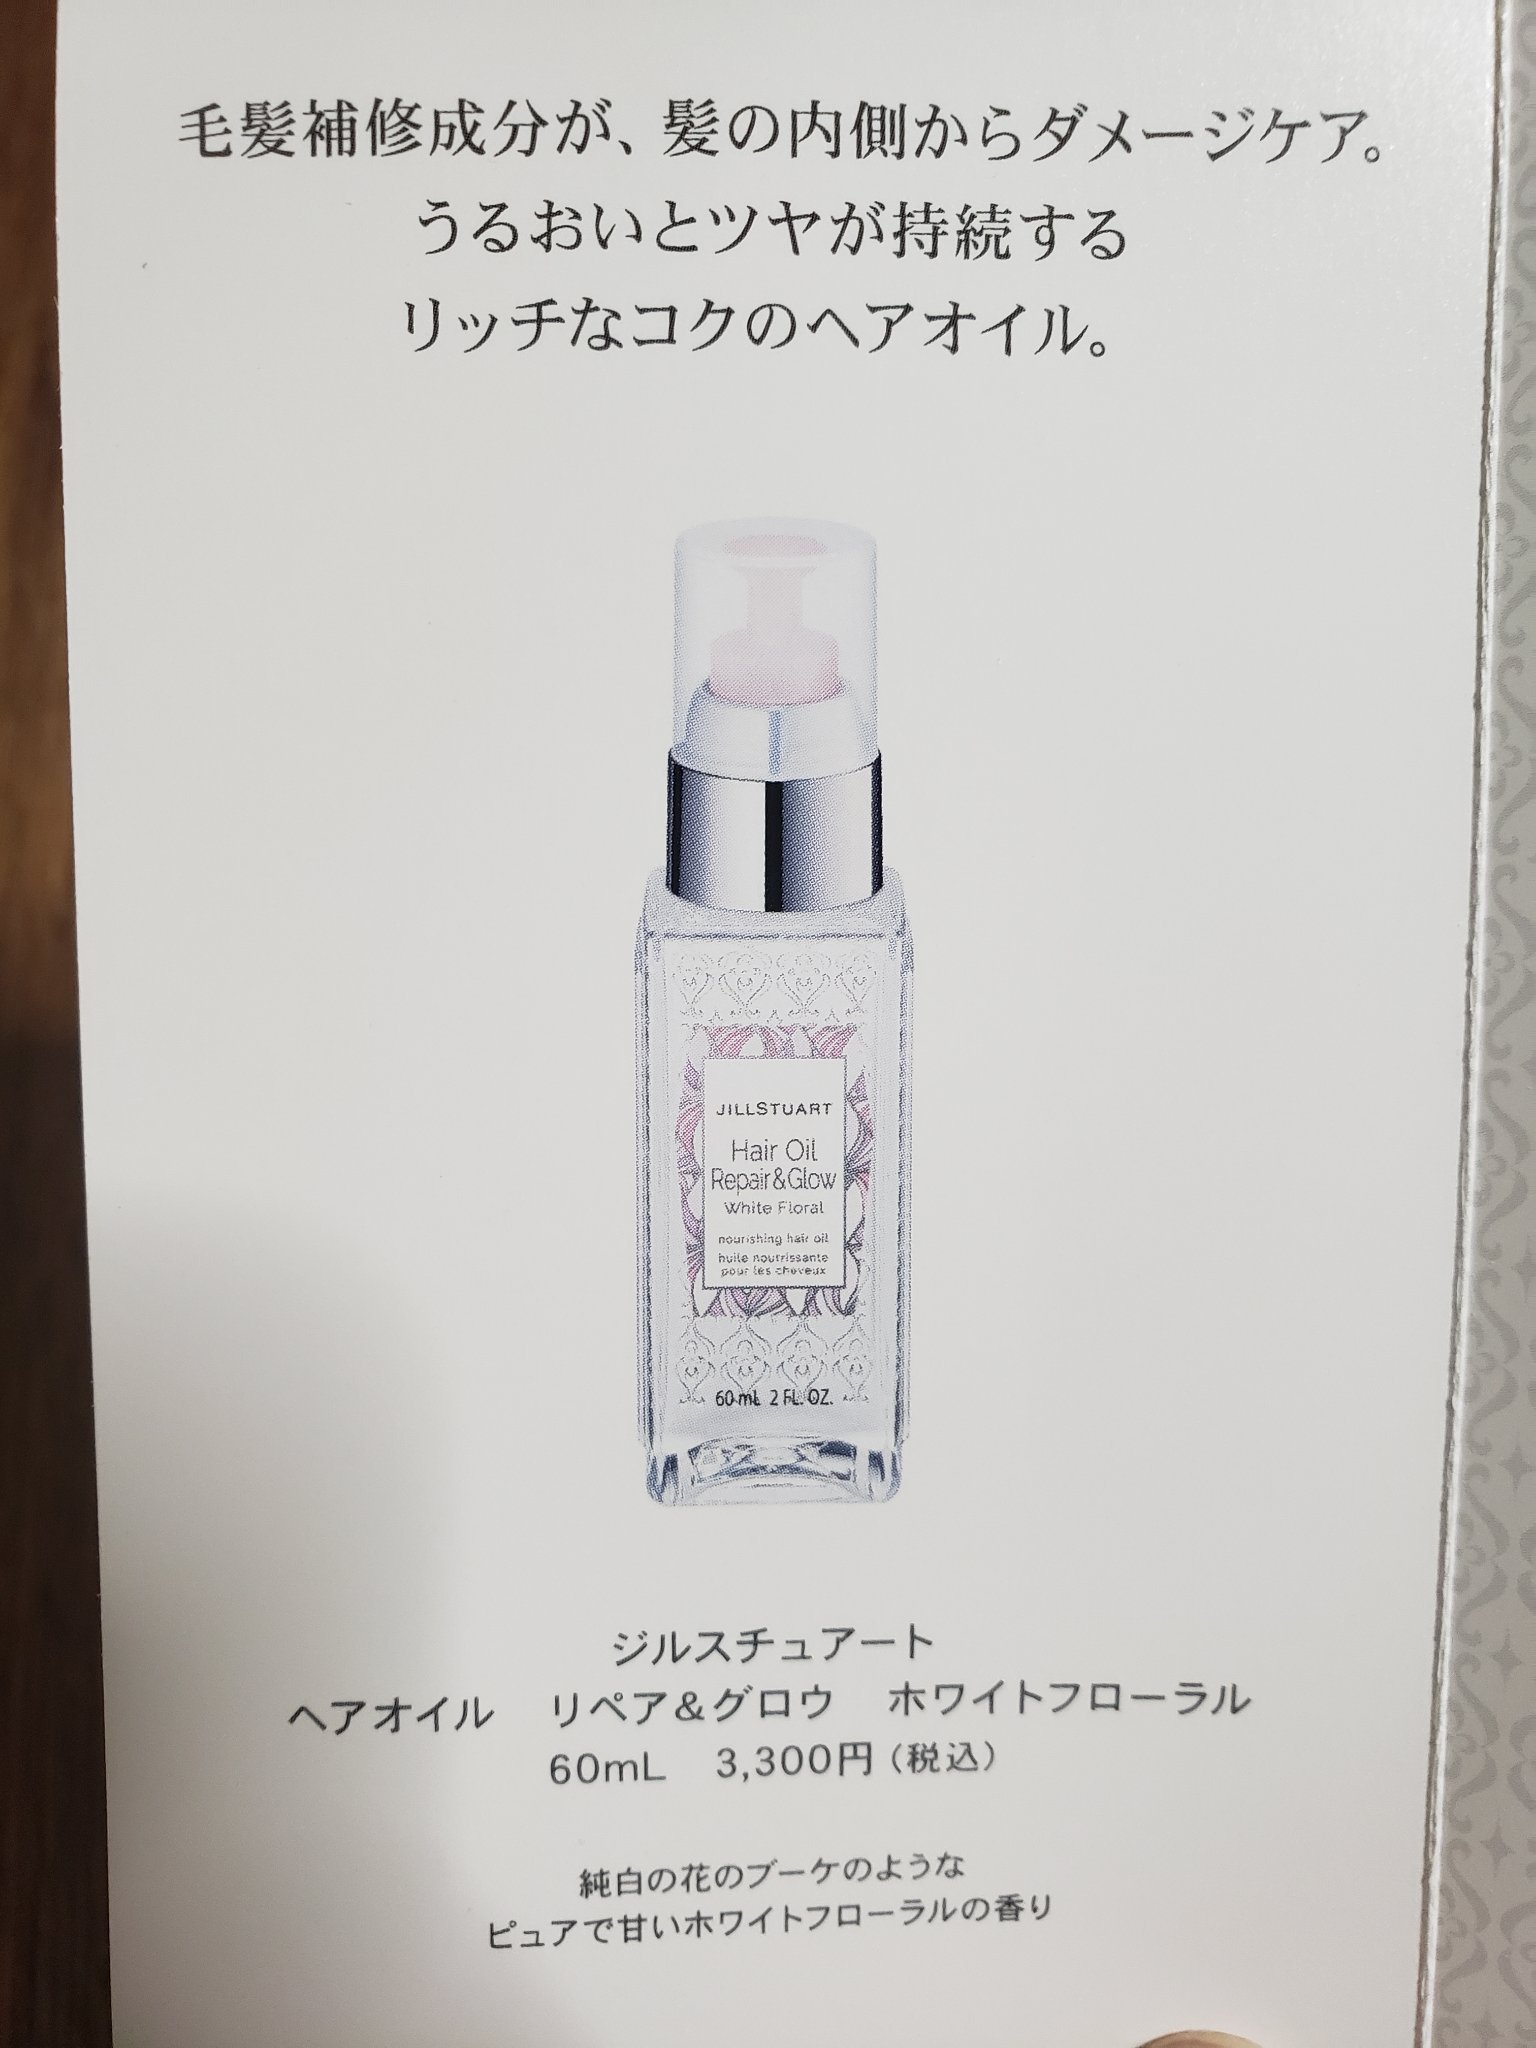 毛髪補修成分が、髪の内側からダメージケア。
うるおいとツヤが持続する
リッチなコクのヘアオイル。
JILLSTUART
Hair Oil
Repair&Glow
White Floral
nourishing hair oil
huile nourrissante
pour les cheveux
60 mL 2 FL. OZ.
ジルスチュアート
ヘアオイル　リペア＆グロウ　ホワイトフローラル
60mL　3,300円（税込）
純白の花のブーケのような
ピュアで甘いホワイトフローラルの香り